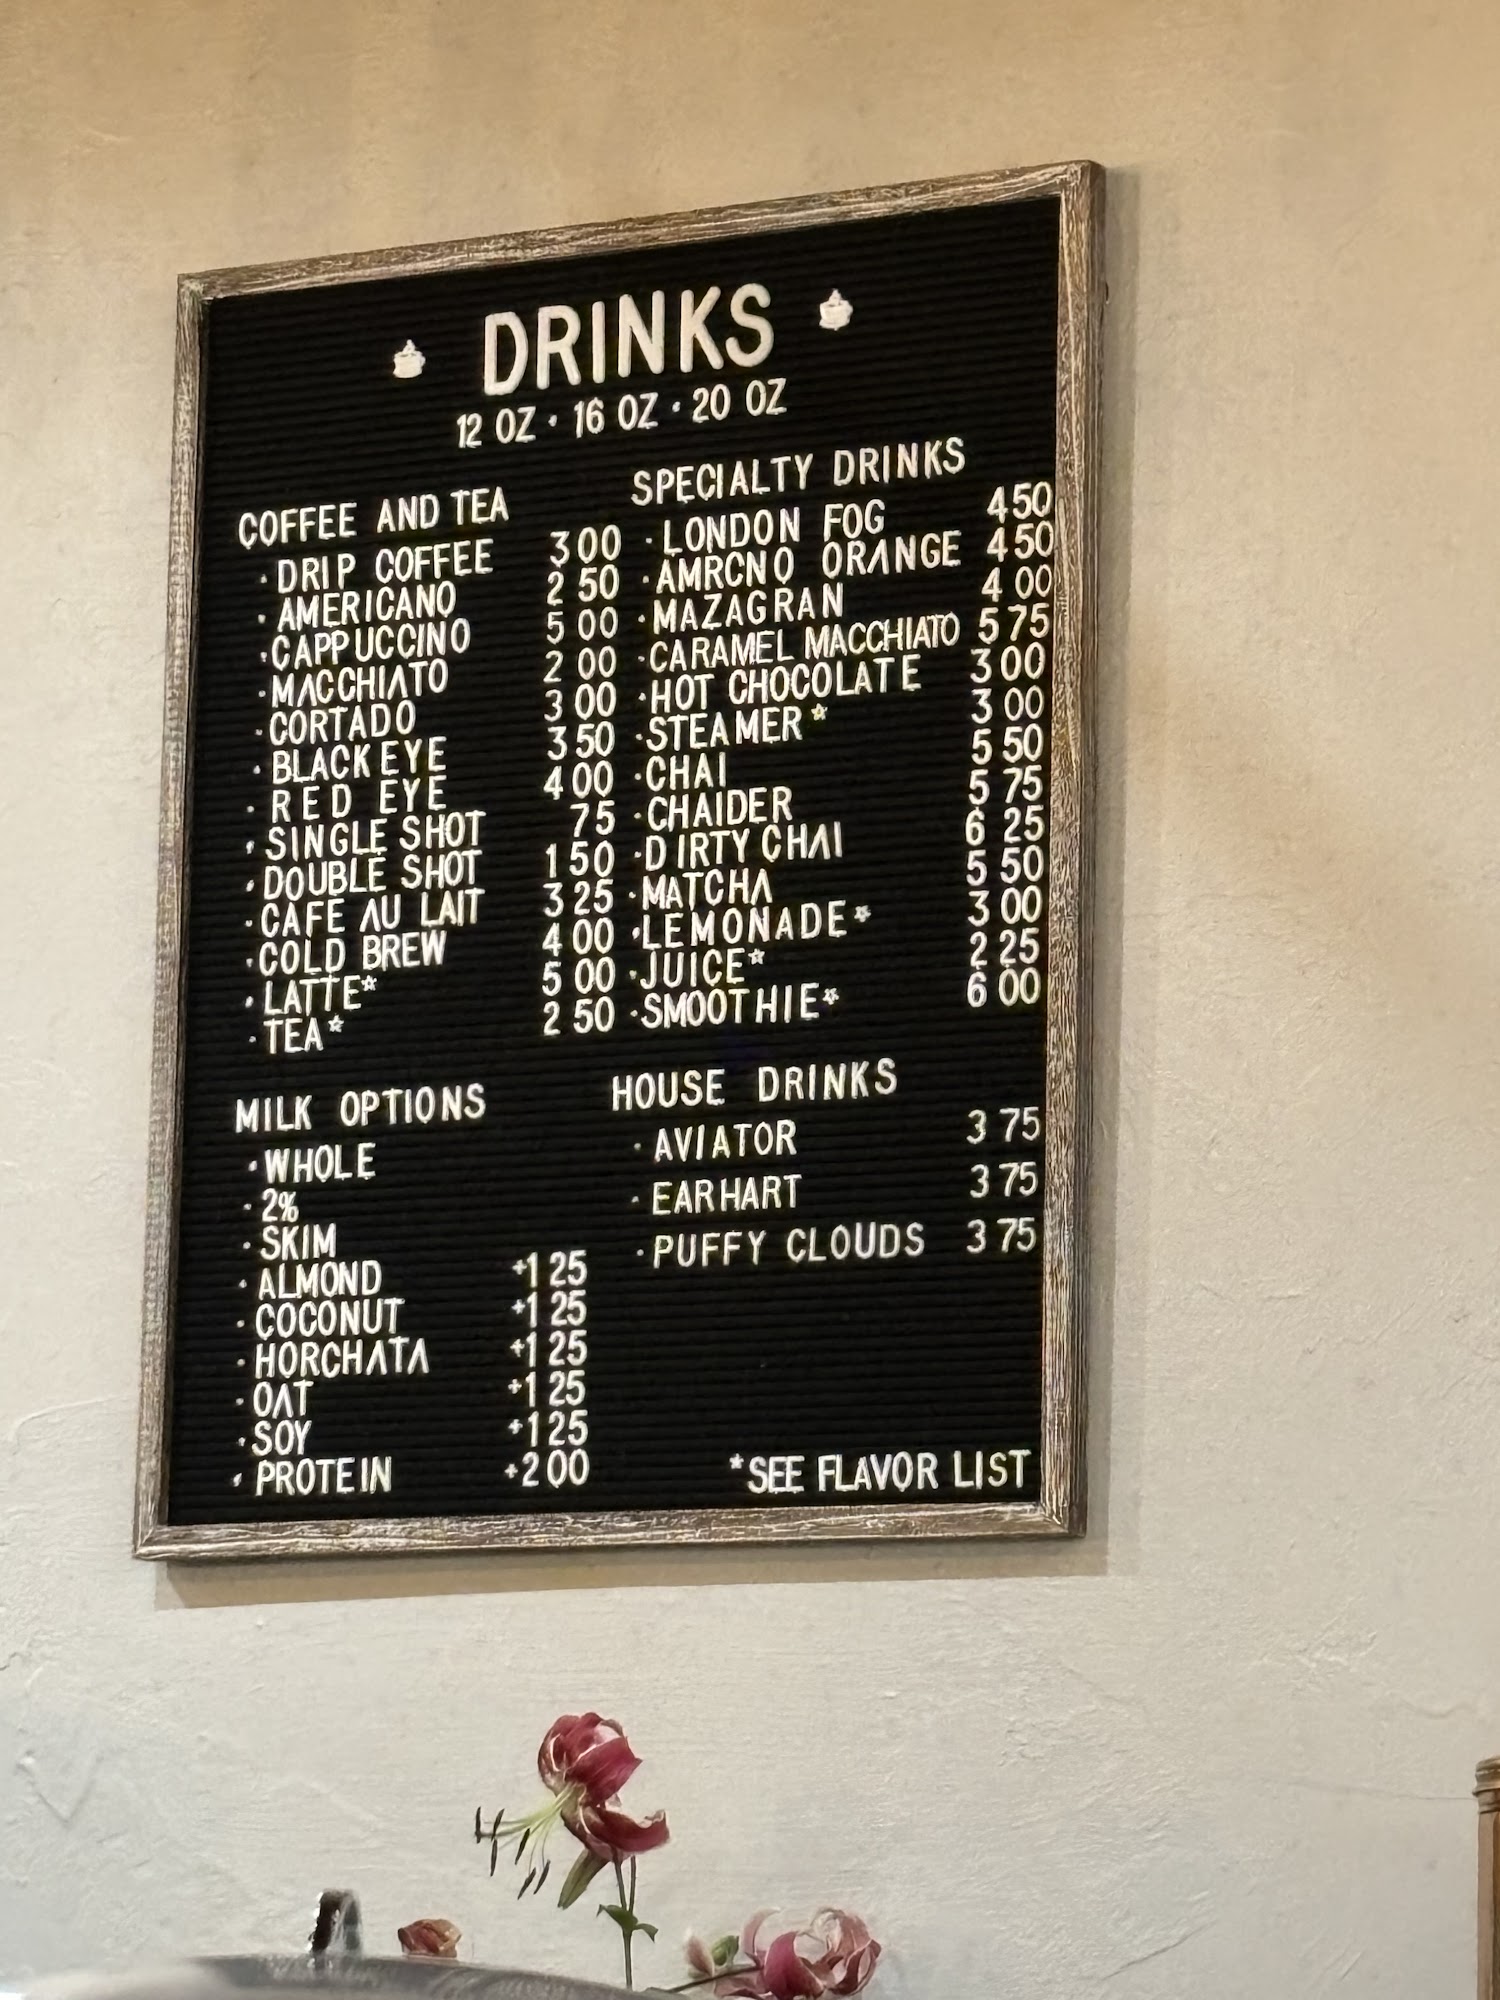 DRINKS
12 OZ · 16 OZ · 20 OZ
COFFEE AND TEA
· DRIP COFFEE 3 00
· AMERICANO 2 50
· CAPPUCCINO 5 00
· MACCHIATO 2 00
· CORTADO 3 00
· BLACK EYE 3 50
· RED EYE 4 00
· SINGLE SHOT 75
· DOUBLE SHOT 1 50
· CAFE AU LAIT 3 25
· COLD BREW 4 00
· LATTE* 5 00
· TEA* 2 50
MILK OPTIONS
· WHOLE
· 2%
· SKIM
· ALMOND +1 25
· COCONUT +1 25
· HORCHATA +1 25
· OAT +1 25
· SOY +1 25
· PROTEIN +2 00
SPECIALTY DRINKS
· LONDON FOG 4 50
· AMRCNO ORANGE 4 50
· MAZAGRAN 4 00
· CARAMEL MACCHIATO 5 75
· HOT CHOCOLATE 3 00
· STEAMER* 3 00
· CHAI 5 50
· CHAIDER 5 75
· DIRTY CHAI 6 25
· MATCHA 5 50
· LEMONADE* 3 00
· JUICE* 2 25
· SMOOTHIE* 6 00
HOUSE DRINKS
· AVIATOR 3 75
· EARHART 3 75
· PUFFY CLOUDS 3 75
*SEE FLAVOR LIST